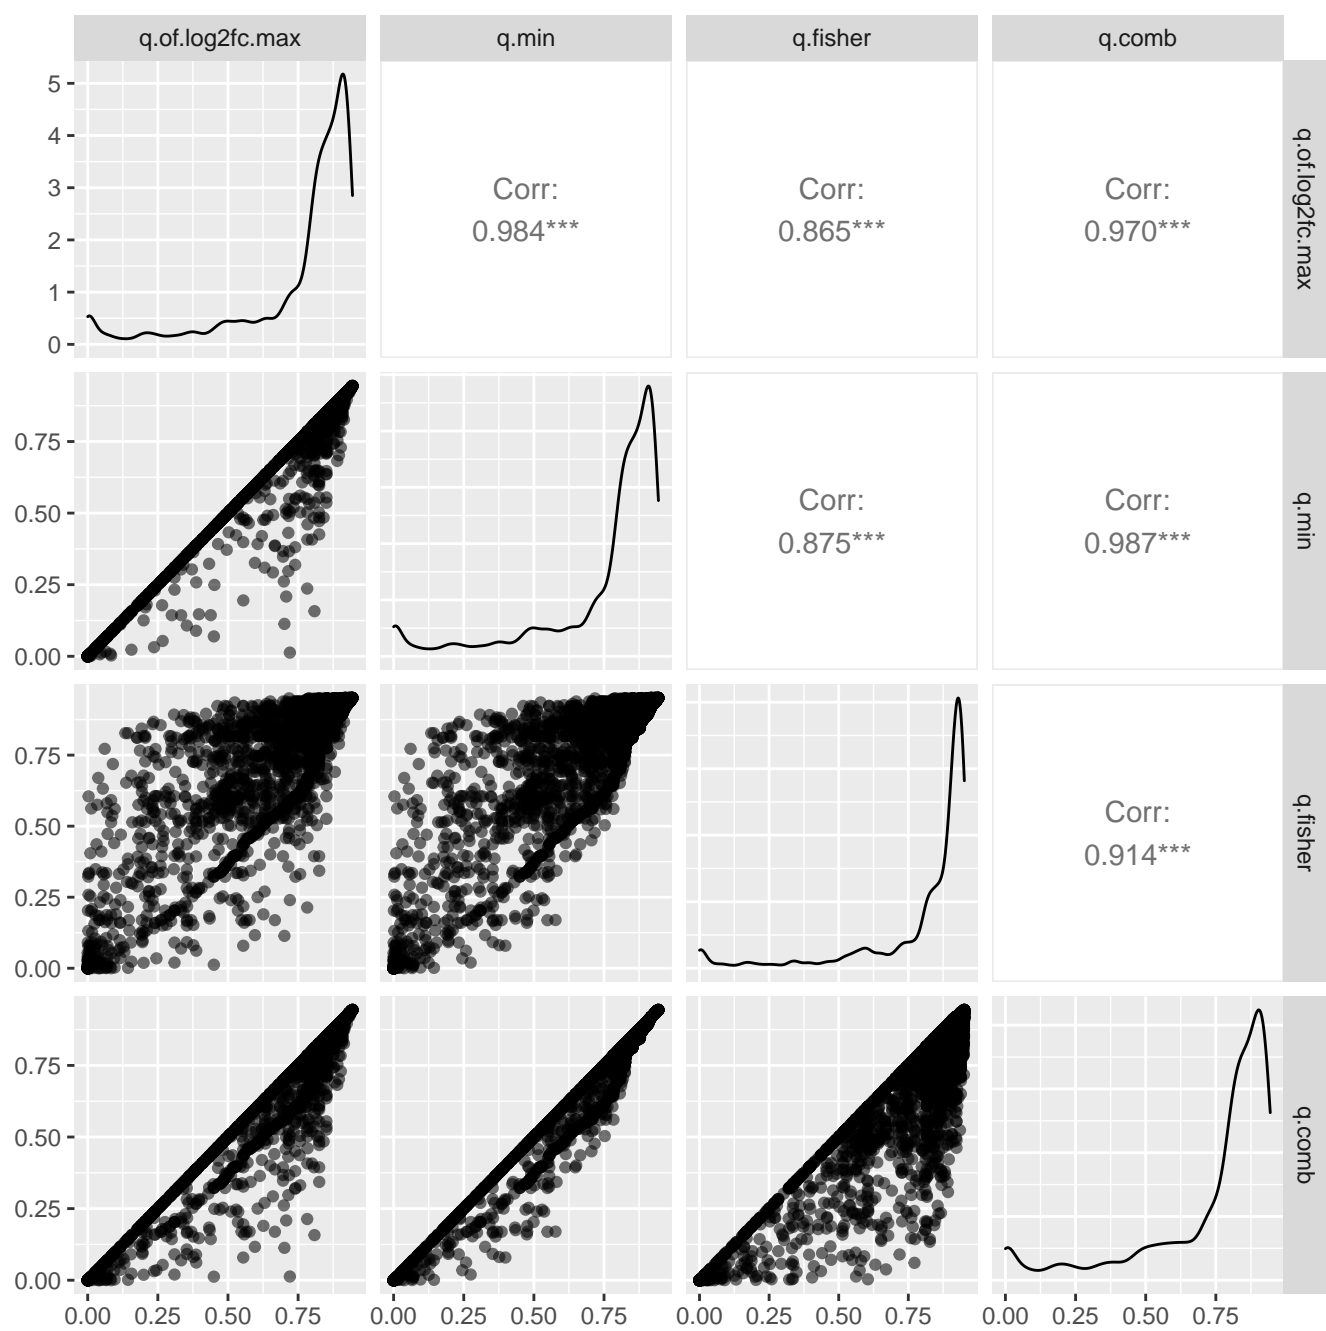 q.of.log2fc.max q.min q.fisher q.comb
5
4
3
2
1
0
Corr:
0.984***
Corr:
0.865***
Corr:
0.970***
q.of.log2fc.max
0.75
0.50
0.25
0.00
Corr:
0.875***
Corr:
0.987***
q.min
0.75
0.50
0.25
0.00
Corr:
0.914***
q.fisher
0.75
0.50
0.25
0.00
q.comb
0.00 0.25 0.50 0.75 0.00 0.25 0.50 0.75 0.00 0.25 0.50 0.75 0.00 0.25 0.50 0.75